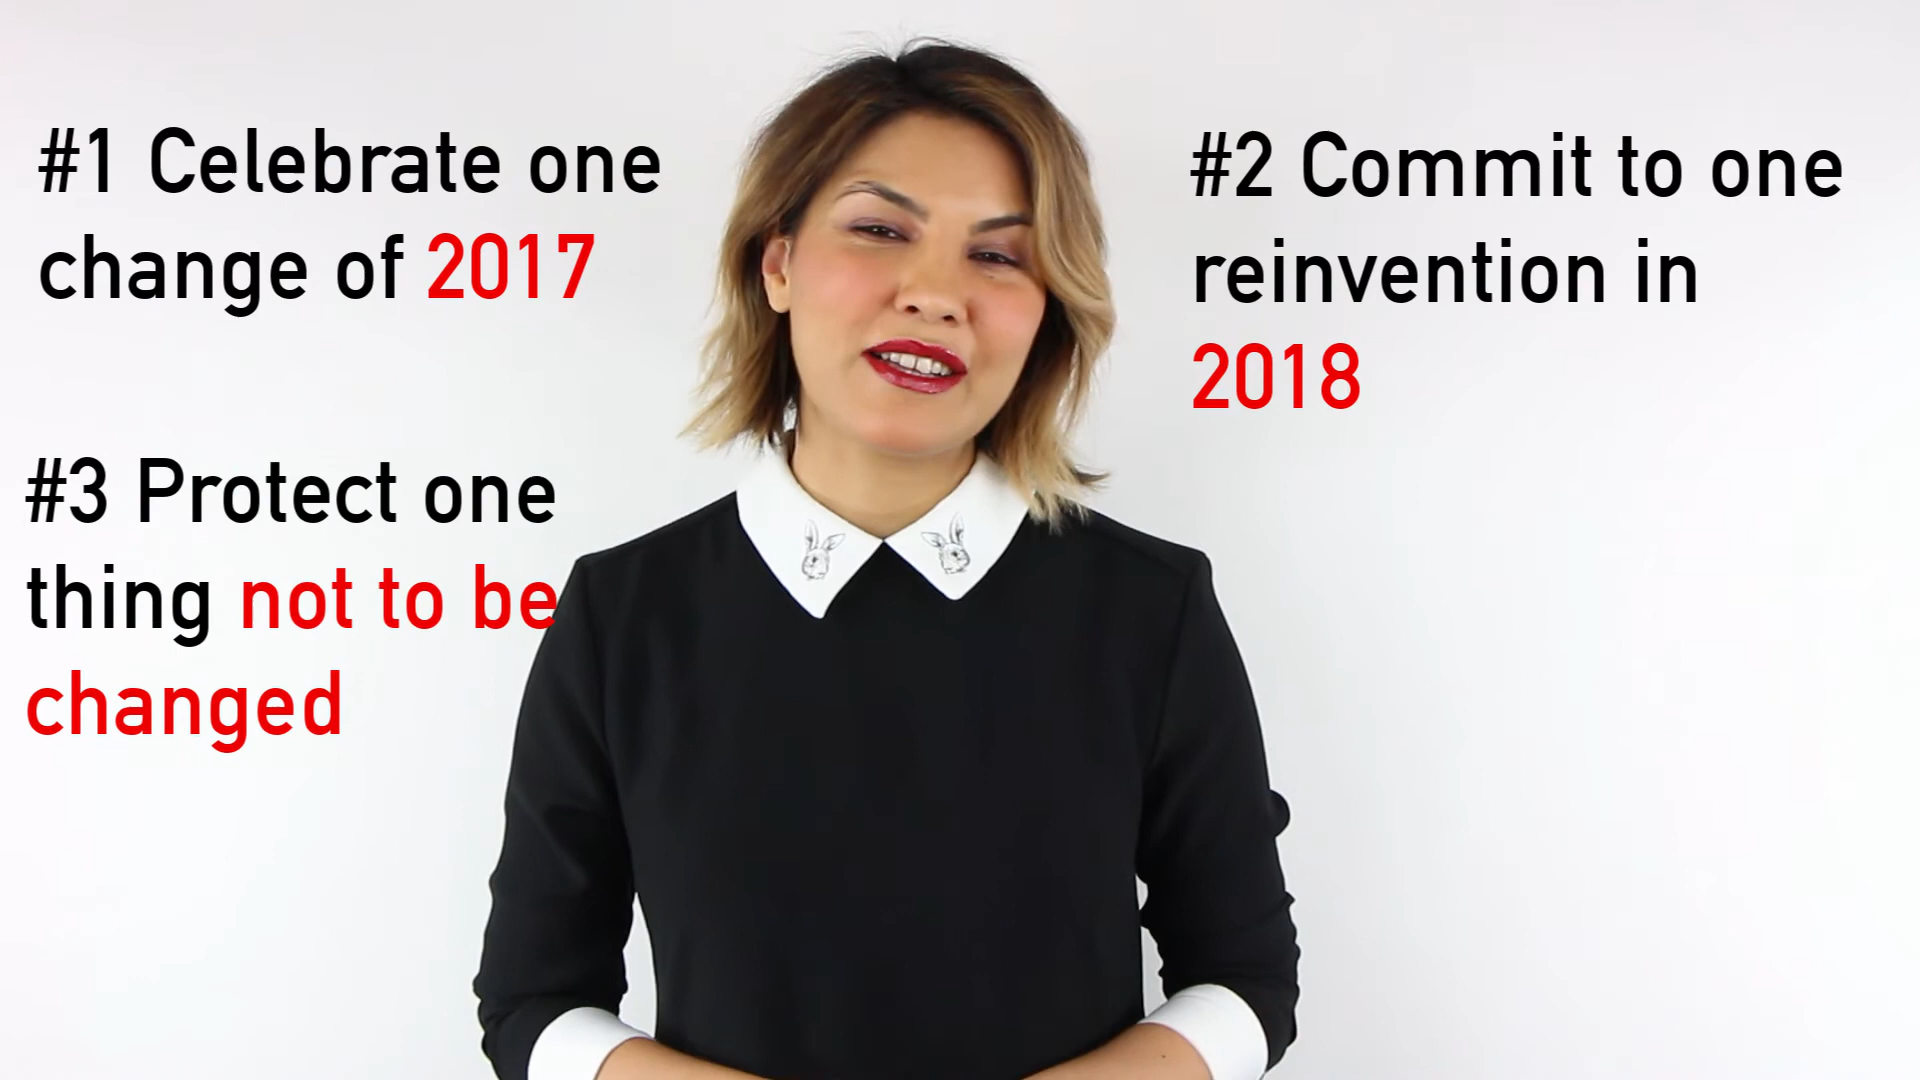 #1 Celebrate one
change of 2017
#2 Commit to one
reinvention in
2018
#3 Protect one
thing not to be
changed